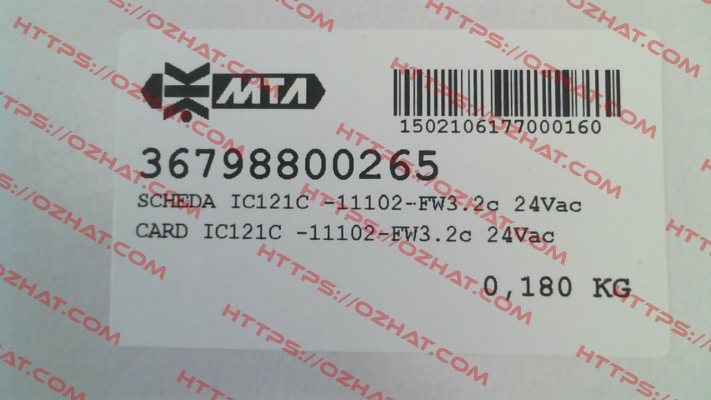 MTA
1502106177000160
36798800265
SCHEDA IC121C -11102-FW3.2c 24Vac
CARD IC121C -11102-FW3.2c 24Vac
0,180 KG
HTTPS://OZHAT.COM